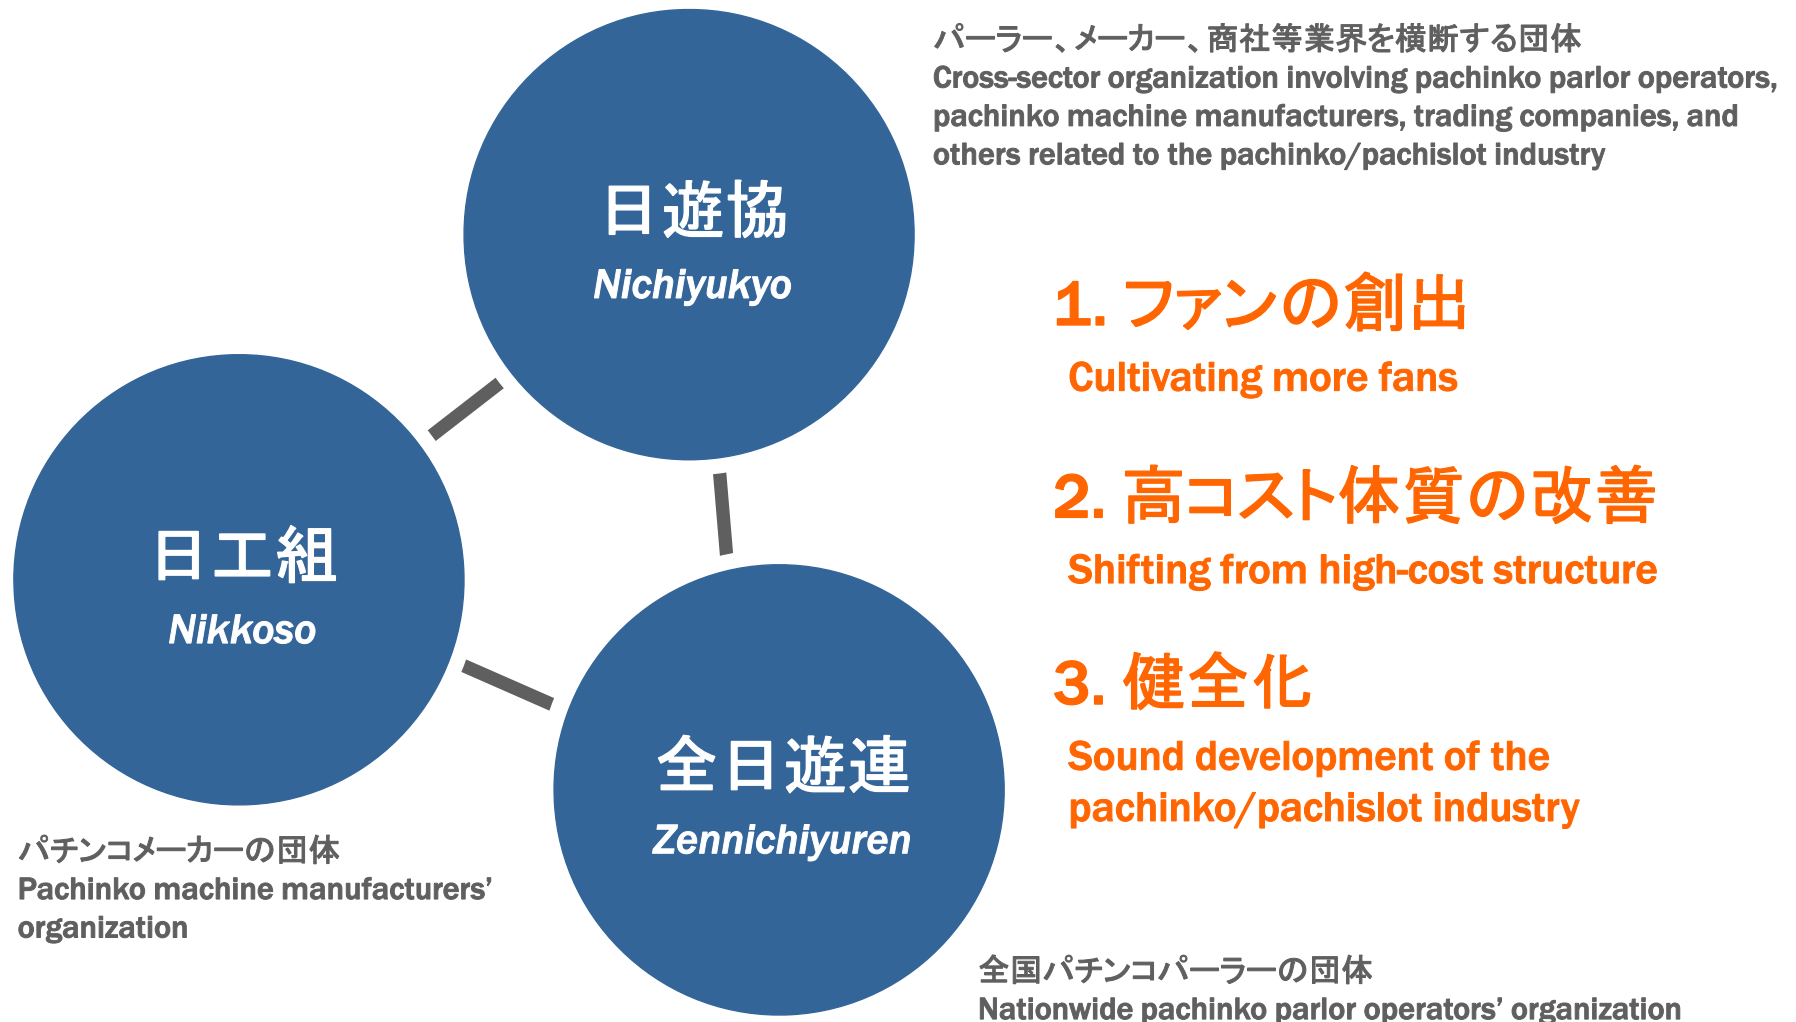 パーラー、メーカー、商社等業界を横断する団体
Cross-sector organization involving pachinko parlor operators,
pachinko machine manufacturers, trading companies, and
others related to the pachinko/pachislot industry
日遊協
Nichiyukyo
1. ファンの創出
Cultivating more fans
2. 高コスト体質の改善
Shifting from high-cost structure
日工組
Nikkoso
3. 健全化
Sound development of the
pachinko/pachislot industry
全日遊連
Zennichiyuren
パチンコメーカーの団体
Pachinko machine manufacturers’
organization
全国パチンコパーラーの団体
Nationwide pachinko parlor operators’ organization